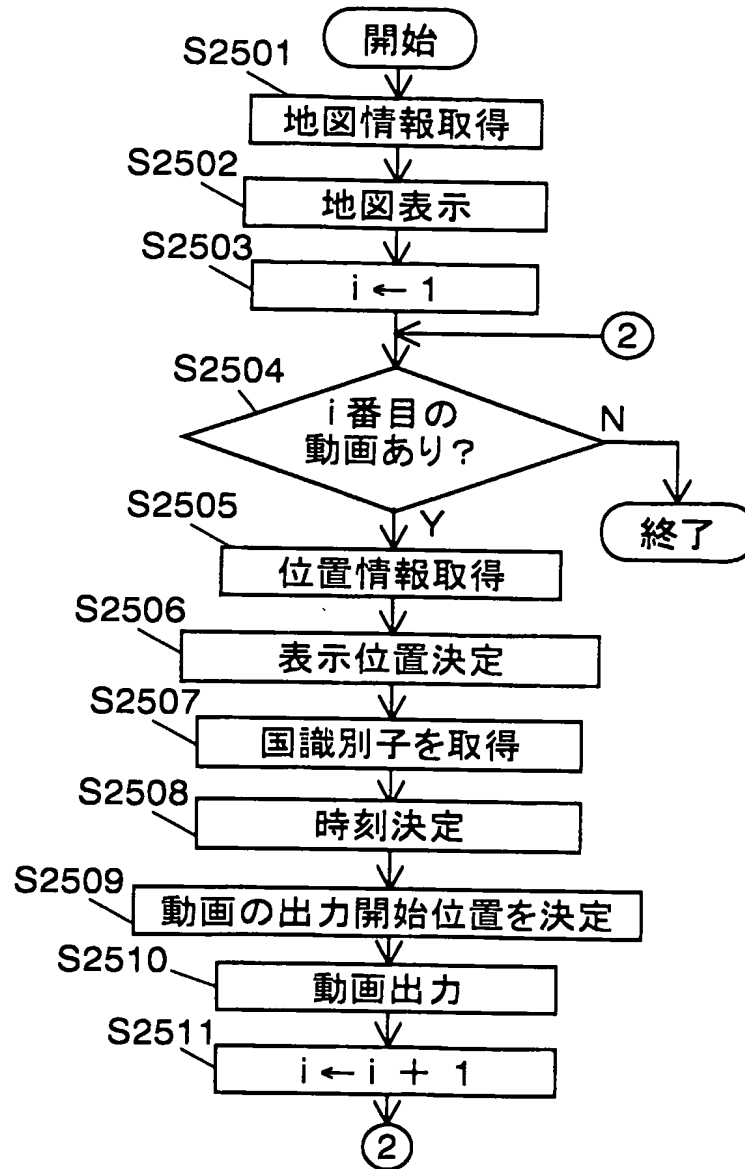 開始
S2501
地図情報取得
S2502
地図表示
S2503
i ← 1
2
S2504
i番目の
動画あり?
N
Y
終了
S2505
位置情報取得
S2506
表示位置決定
S2507
国識別子を取得
S2508
時刻決定
S2509
動画の出力開始位置を決定
S2510
動画出力
S2511
i ← i + 1
2